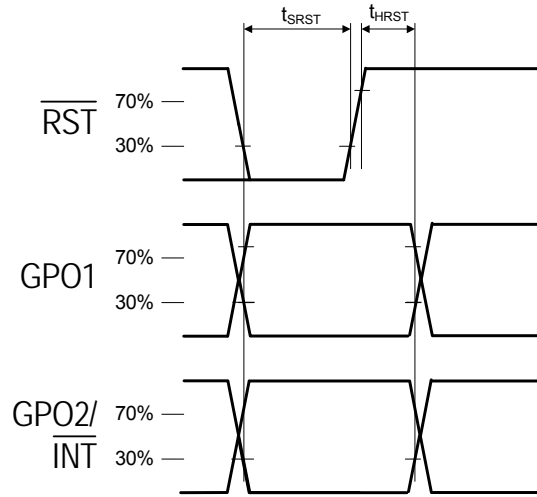 tSRST
tHRST
70%
RST
30%
70%
GPO1
30%
GPO2/
70%
INT
30%